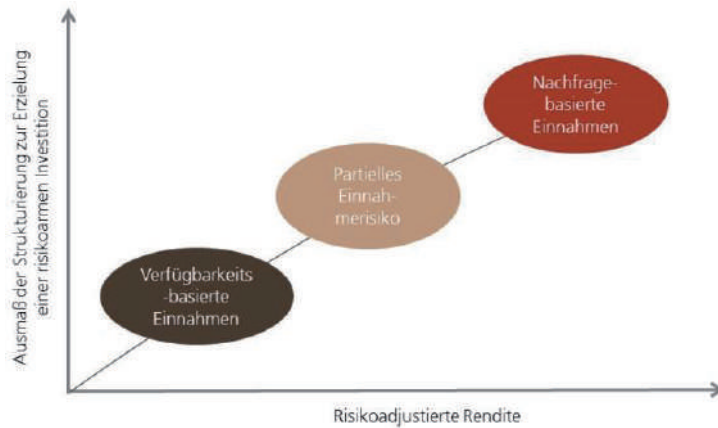 Ausmaß der Strukturierung zur Erzielung
einer risikoarmen Investition
Nachfrage-
basierte
Einnahmen
Partielles
Einnah-
merisiko
Verfügbarkeits
-basierte
Einnahmen
Risikoadjustierte Rendite